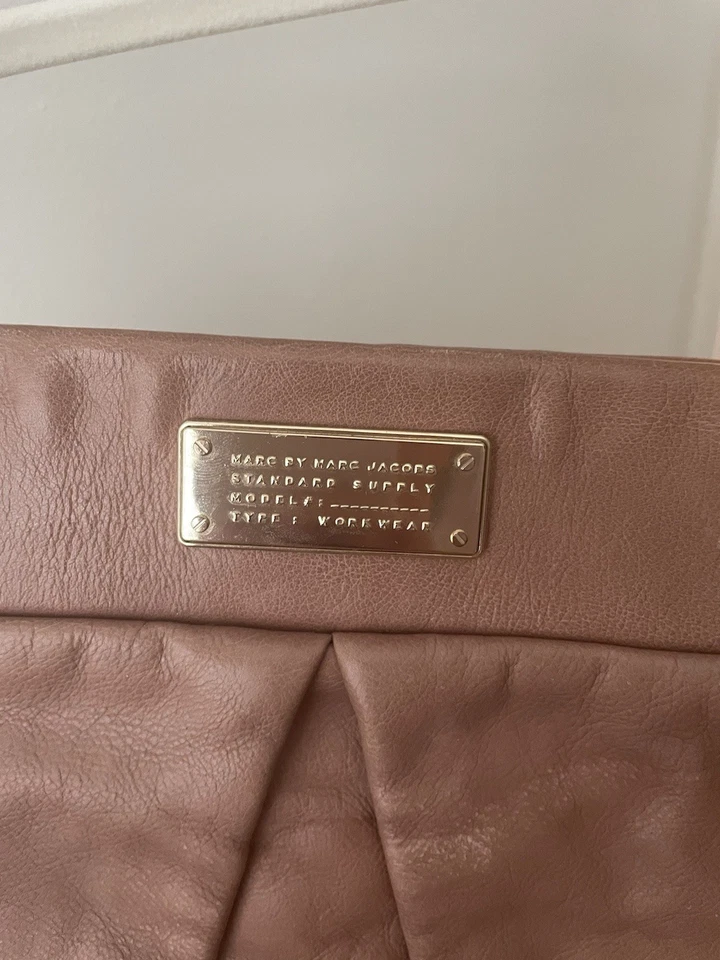 MARC BY MARC JACOBS
STANDARD SUPPLY
MODEL#:__________
TYPE: WORKWEAR